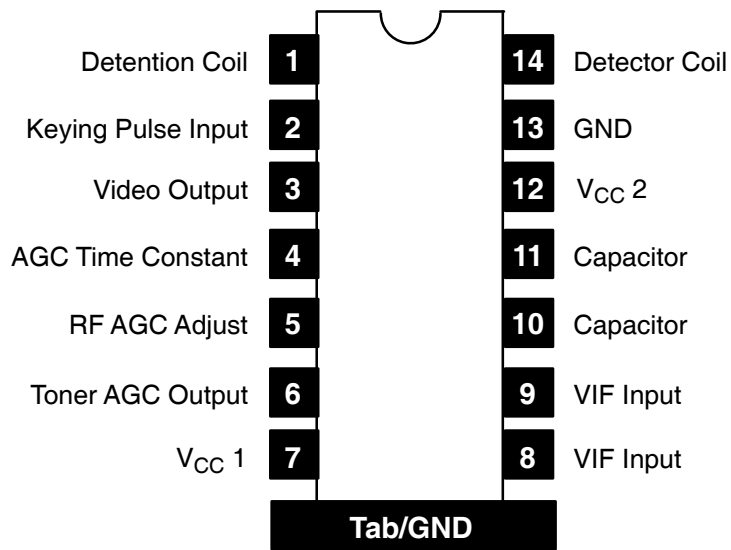 Detention Coil 1 14 Detector Coil
Keying Pulse Input 2 13 GND
Video Output 3 12 VCC 2
AGC Time Constant 4 11 Capacitor
RF AGC Adjust 5 10 Capacitor
Toner AGC Output 6 9 VIF Input
VCC 1 7 8 VIF Input
Tab/GND